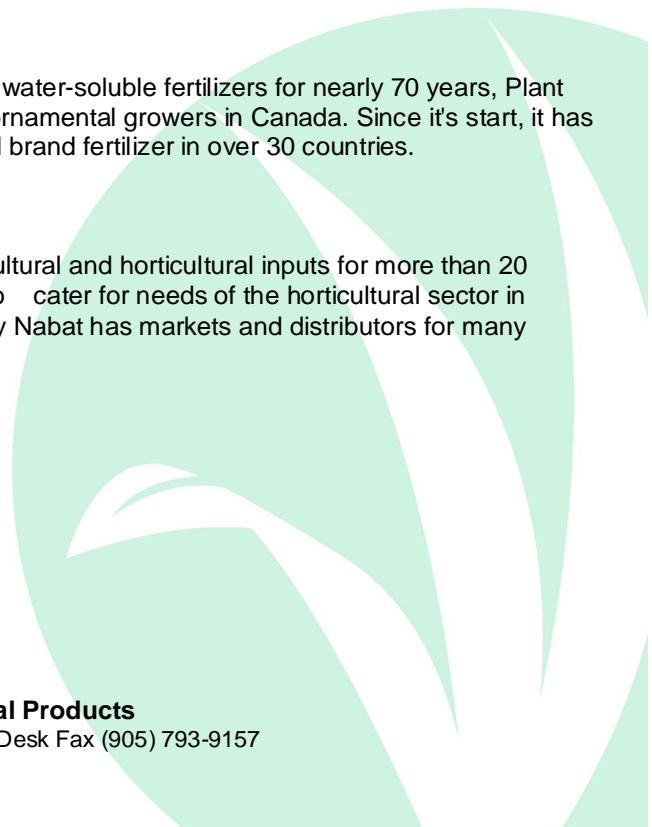 water-soluble fertilizers for nearly 70 years, Plant
ornamental growers in Canada. Since it's start, it has
brand fertilizer in over 30 countries.
ultural and horticultural inputs for more than 20
cater for needs of the horticultural sector in
Nabat has markets and distributors for many
al Products
Desk Fax (905) 793-9157